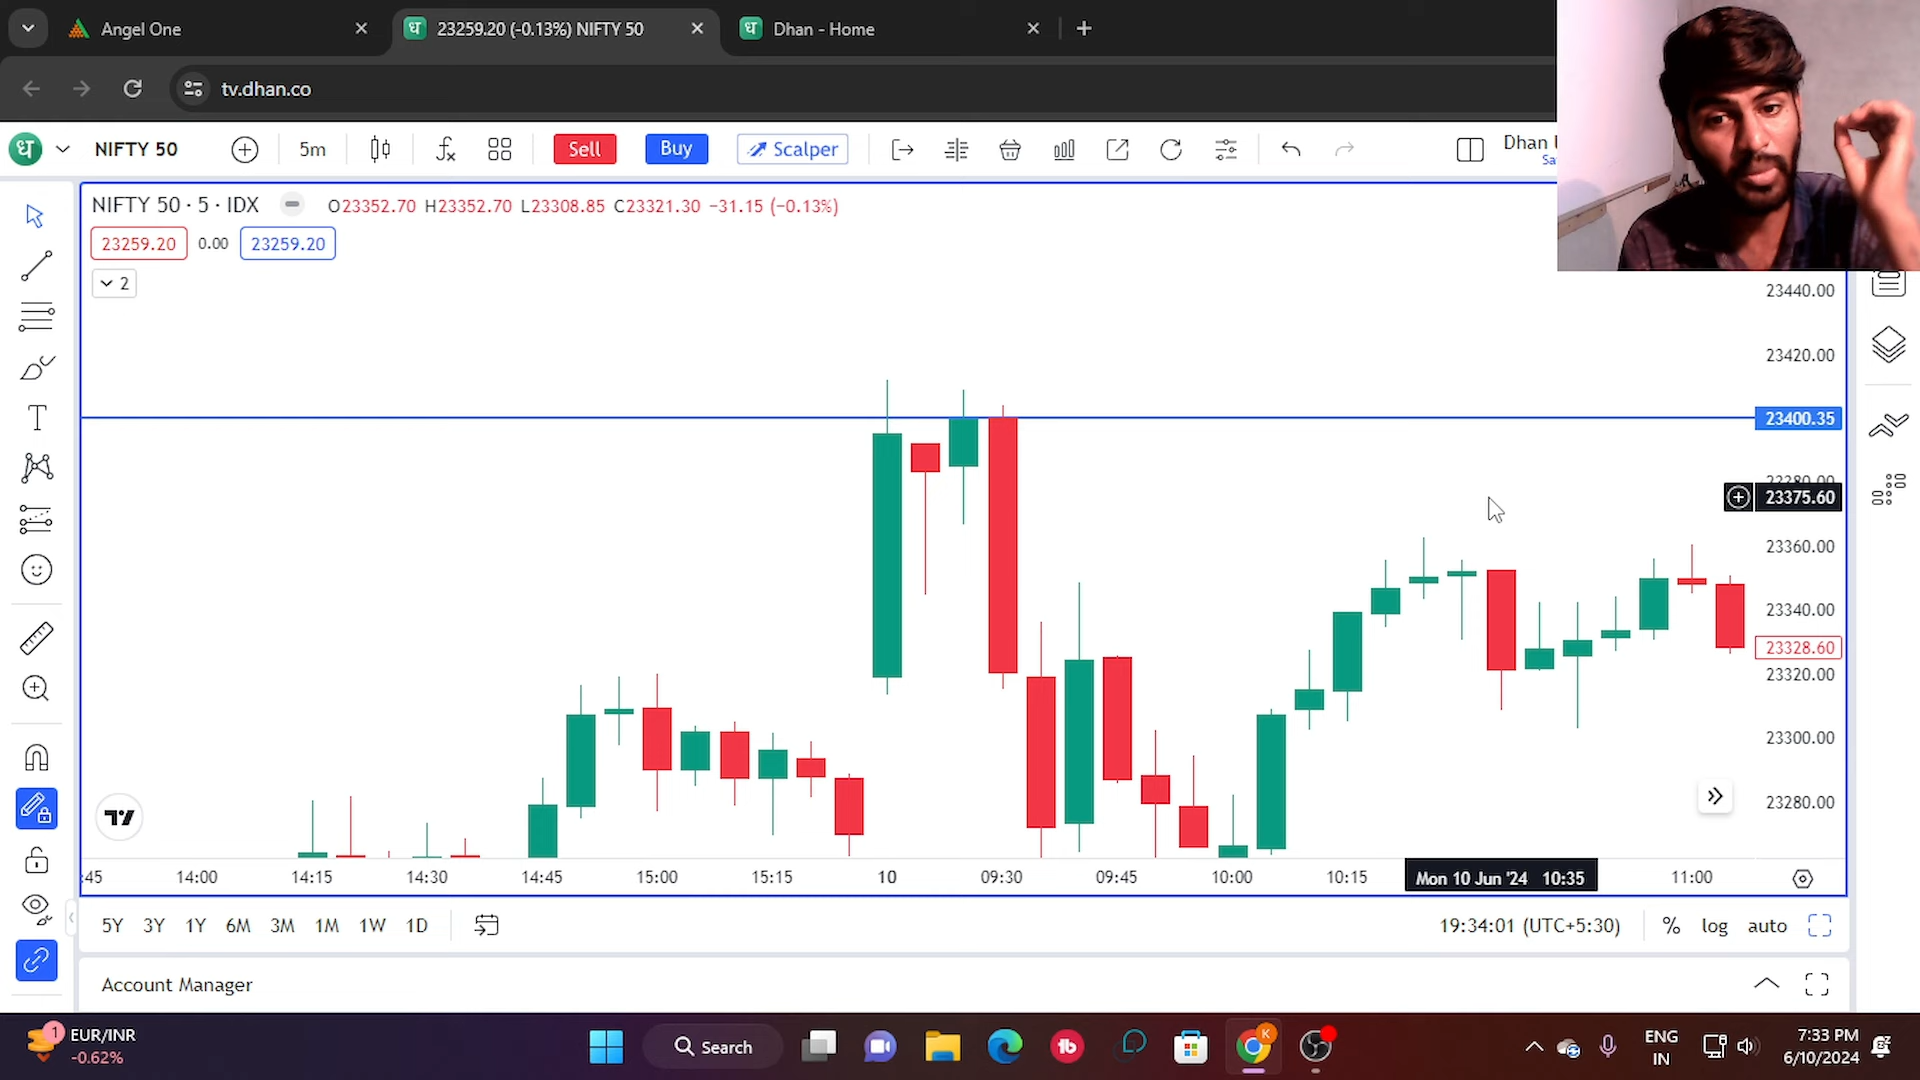 Angel One
ध
23259.20 (-0.13%) NIFTY 50
ध
Dhan - Home
tv.dhan.co
ध
NIFTY 50
5m
Sell
Buy
Scalper
Dhan
Sa
NIFTY 50 · 5 · IDX
O23352.70 H23352.70 L23308.85 C23321.30 −31.15 (−0.13%)
23259.20
0.00
23259.20
2
23440.00
23420.00
23400.35
23380.00
23375.60
23360.00
23340.00
23328.60
23320.00
23300.00
23280.00
:45
14:00
14:15
14:30
14:45
15:00
15:15
10
09:30
09:45
10:00
10:15
Mon 10 Jun '24 10:35
11:00
5Y
3Y
1Y
6M
3M
1M
1W
1D
19:34:01 (UTC+5:30)
%
log
auto
Account Manager
1
EUR/INR
-0.62%
Search
K
ENG
IN
7:33 PM
6/10/2024